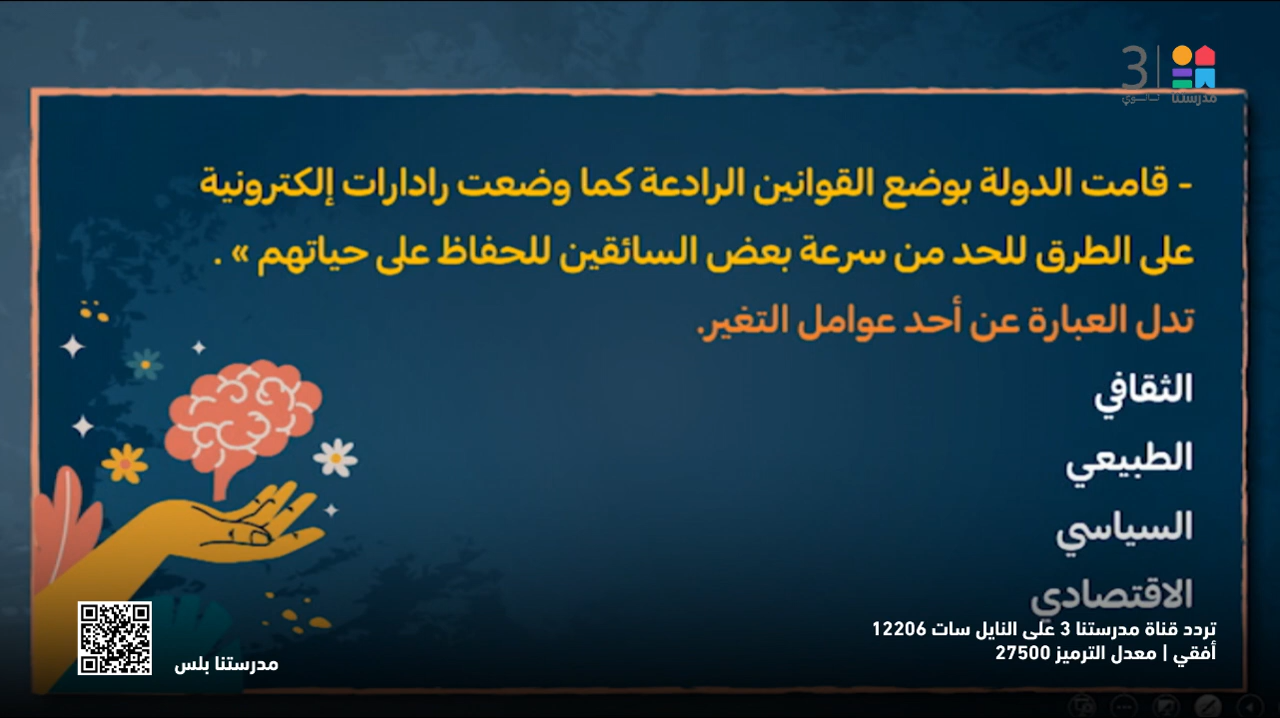 3
ثانوي
مدرستنا
- قامت الدولة بوضع القوانين الرادعة كما وضعت رادارات إلكترونية
على الطرق للحد من سرعة بعض السائقين للحفاظ على حياتهم » .
تدل العبارة عن أحد عوامل التغير.
الثقافي
الطبيعي
السياسي
الاقتصادي
تردد قناة مدرستنا 3 على النايل سات 12206
أفقي | معدل الترميز 27500
مدرستنا بلس